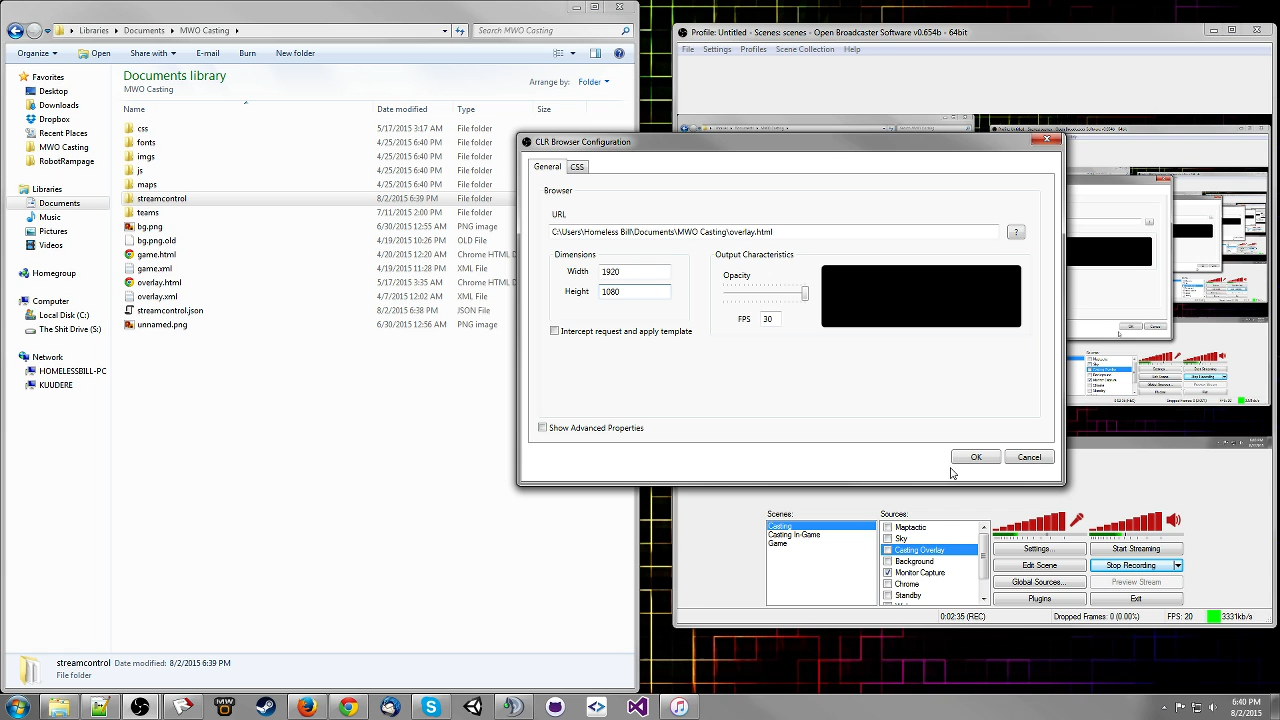 Libraries ▸ Documents ▸ MWO Casting ▸
Search MWO Casting
Organize
Open
Share with
E-mail
Burn
New folder
Favorites
Desktop
Downloads
Dropbox
Recent Places
MWO Casting
RobotRampage
Libraries
Documents
Music
Pictures
Videos
Homegroup
Computer
Local Disk (C:)
The Shit Drive (S:)
Network
HOMELESSBILL-PC
KUUDERE
Documents library
MWO Casting
Arrange by: Folder
Name Date modified Type Size
css 5/17/2015 3:17 AM File folder
fonts 4/25/2015 6:40 PM File folder
imgs 4/25/2015 6:40 PM File folder
js 4/25/2015 6:40 PM File folder
maps 4/25/2015 6:40 PM File folder
streamcontrol 8/2/2015 6:39 PM File folder
teams 7/11/2015 2:00 PM File folder
bg.png 6/30/2015 12:56 AM PNG image
bg.png.old 4/19/2015 10:26 PM OLD File
game.html 4/20/2015 12:42 AM Chrome HTML D
game.xml 4/19/2015 11:28 PM XML File
overlay.html 5/17/2015 3:35 AM Chrome HTML D
overlay.xml 4/7/2015 12:02 AM XML File
streamcontrol.json 8/2/2015 6:38 PM JSON File
unnamed.png 6/30/2015 12:56 AM PNG image
streamcontrol Date modified: 8/2/2015 6:39 PM
File folder
Profile: Untitled - Scenes: scenes - Open Broadcaster Software v0.654b - 64bit
File Settings Profiles Scene Collection Help
CLR Browser Configuration
General CSS
Browser
URL
C:\Users\Homeless Bill\Documents\MWO Casting\overlay.html
?
Dimensions
Width 1920
Height 1080
Output Characteristics
Opacity
FPS 30
Intercept request and apply template
Show Advanced Properties
OK Cancel
Scenes:
Casting
Casting In-Game
Game
Sources:
Maptactic
Sky
Casting Overlay
Background
Monitor Capture
Chrome
Standby
Settings... Start Streaming
Edit Scene Stop Recording
Global Sources... Preview Stream
Plugins Exit
0:02:35 (REC) Dropped Frames: 0 (0.00%) FPS: 20 3331kb/s
6:40 PM
8/2/2015